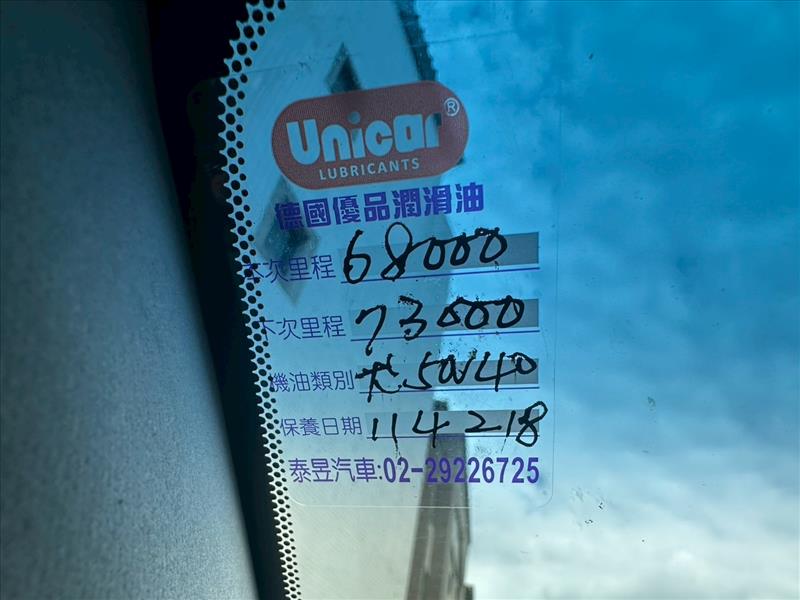 Unicar®
LUBRICANTS
德國優品潤滑油
本次里程 68000
下次里程 73000
機油類別 5W40
保養日期 114 2 18
泰昱汽車:02-29226725